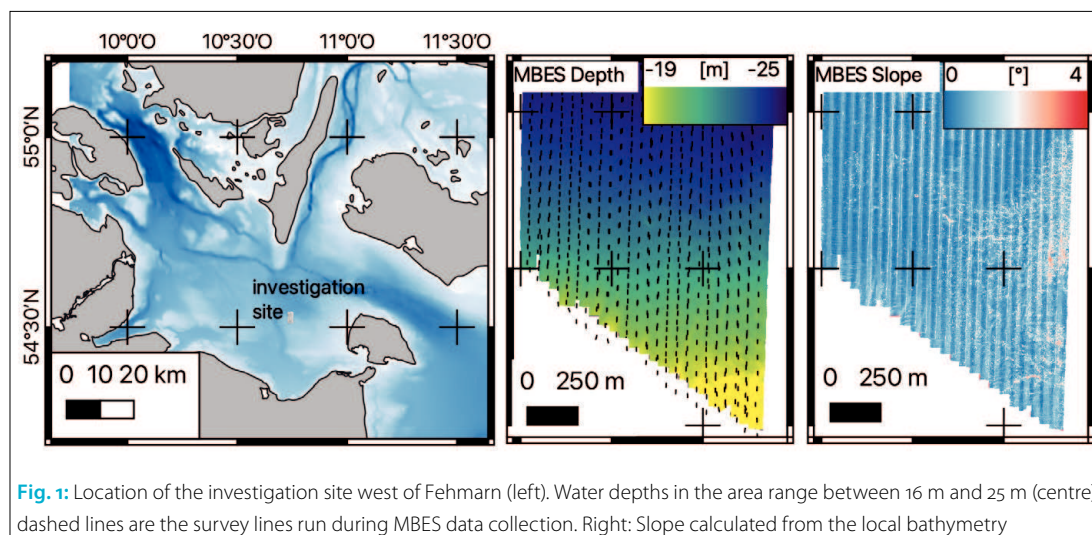 10°0'O 10°30'O 11°0'O 11°30'O
55°0'N
54°30'N
investigation
site
0 10 20 km
MBES Depth
-19 [m] -25
0 250 m
MBES Slope
0 [°] 4
0 250 m
Fig. 1: Location of the investigation site west of Fehmarn (left). Water depths in the area range between 16 m and 25 m (centre)
dashed lines are the survey lines run during MBES data collection. Right: Slope calculated from the local bathymetry